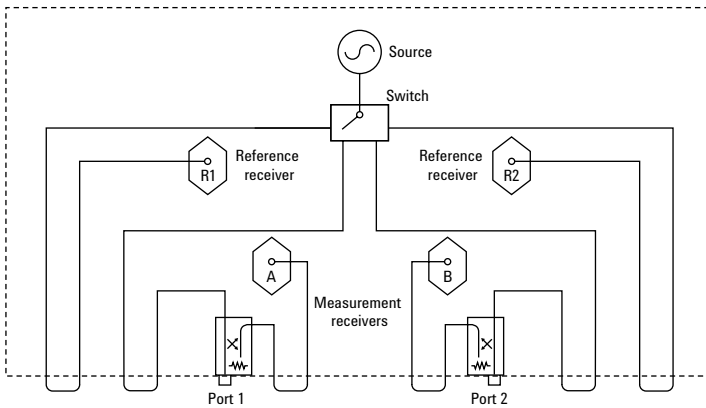 Source
Switch
Reference
receiver
R1
Reference
receiver
R2
A
B
Measurement
receivers
Port 1
Port 2